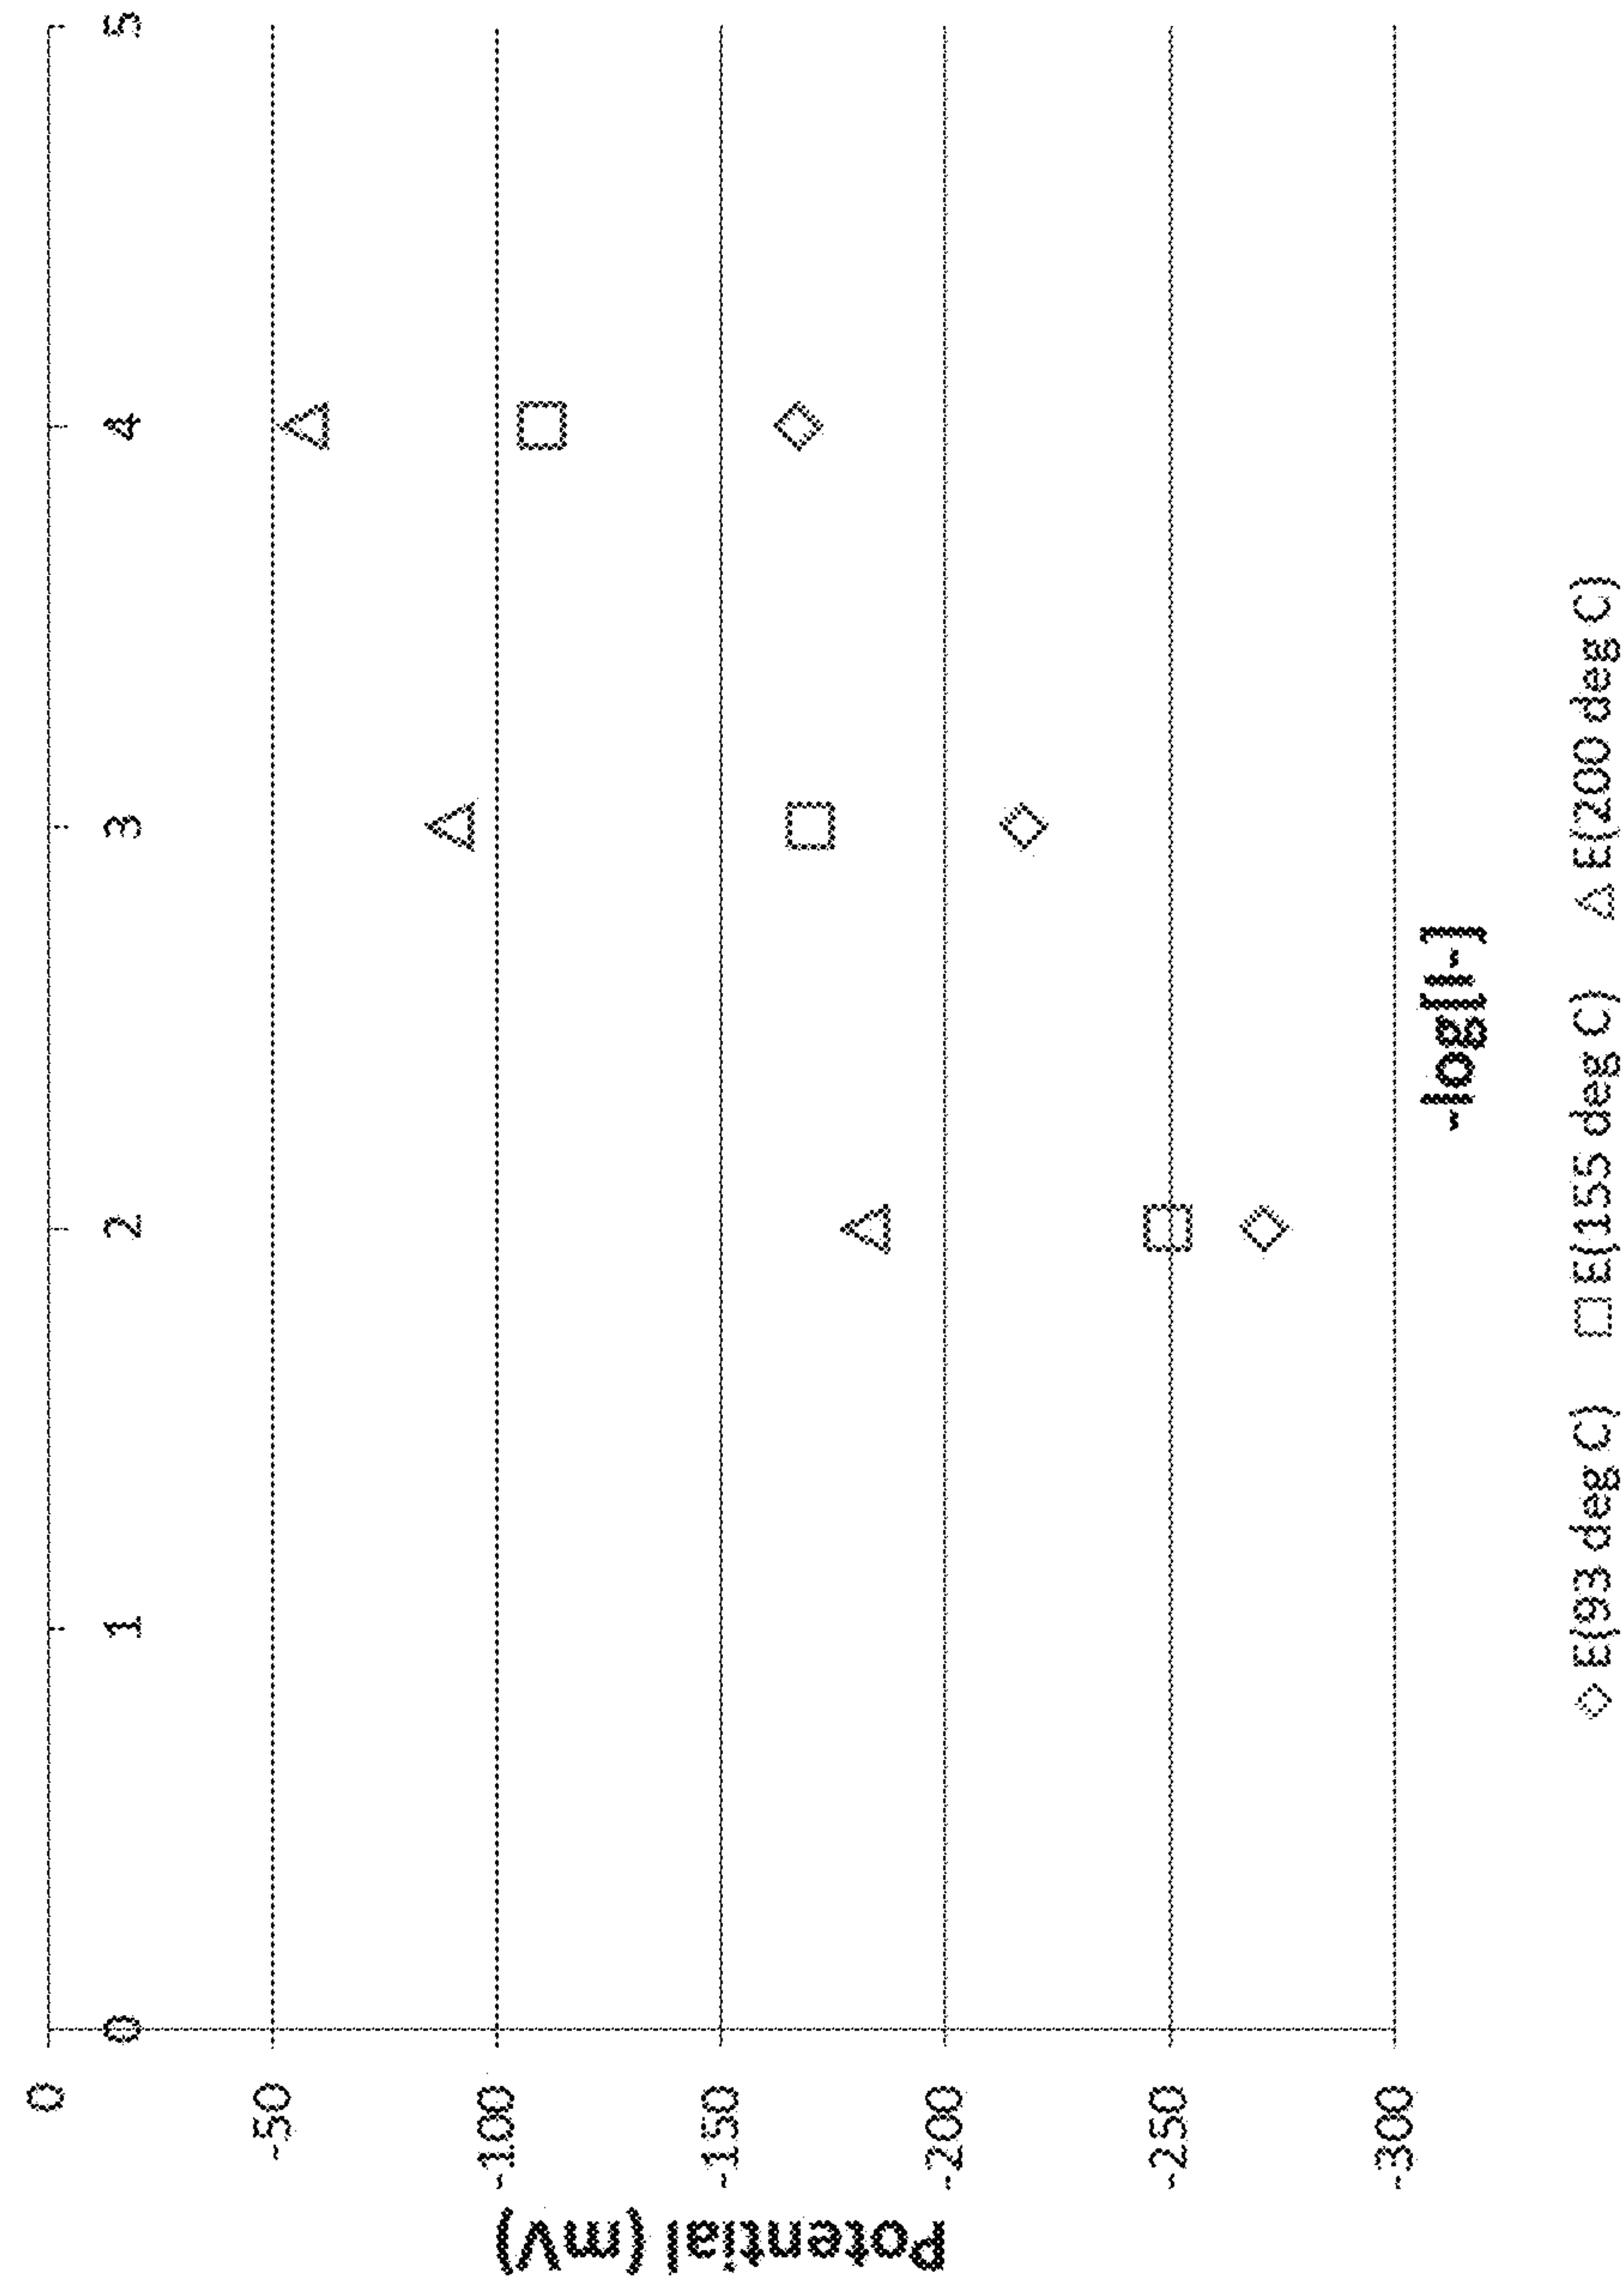 0
-50
-100
-150
-200
-250
-300
Potential (mV)
0 1 2 3 4 5
-log[I-]
E(93 deg C) E(155 deg C) E(200 deg C)